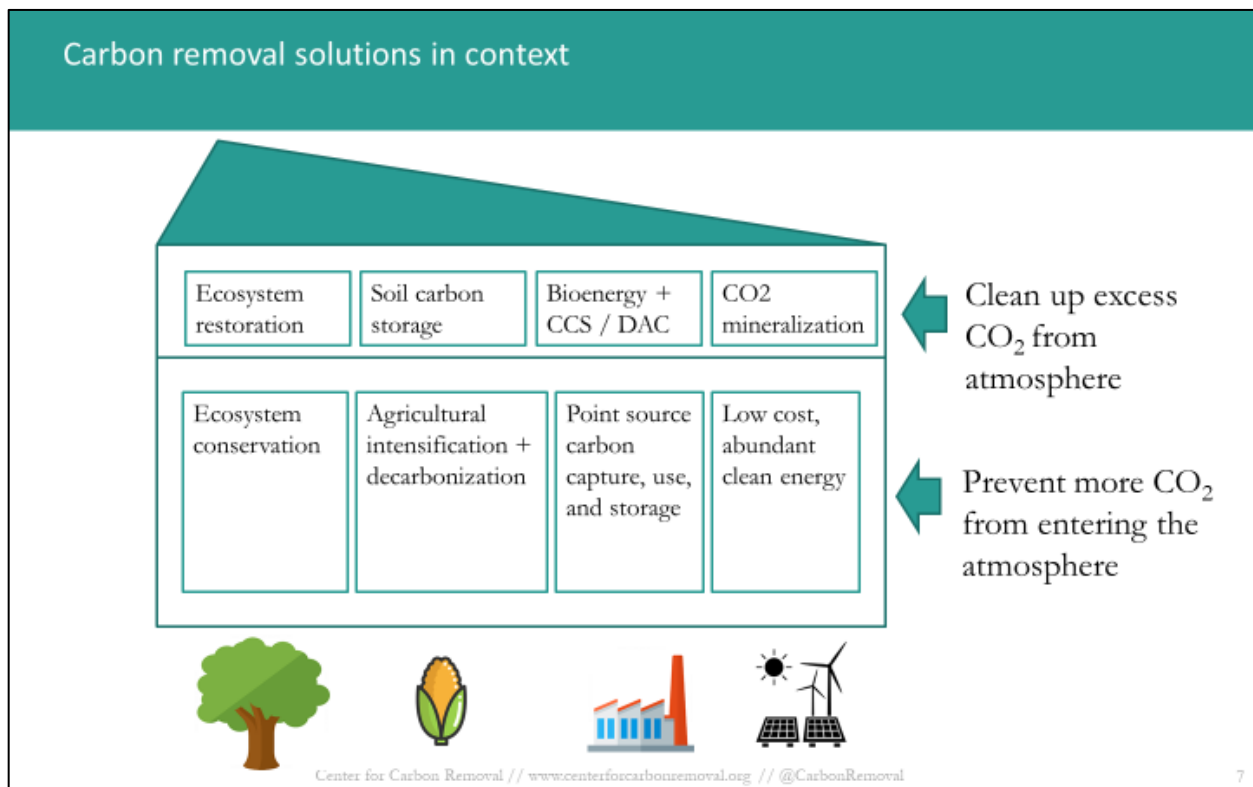 Carbon removal solutions in context
Ecosystem
restoration
Soil carbon
storage
Bioenergy +
CCS / DAC
CO2
mineralization
Clean up excess
CO₂ from
atmosphere
Ecosystem
conservation
Agricultural
intensification +
decarbonization
Point source
carbon
capture, use,
and storage
Low cost,
abundant
clean energy
Prevent more CO₂
from entering the
atmosphere
Center for Carbon Removal // www.centerforcarbonremoval.org // @CarbonRemoval
7